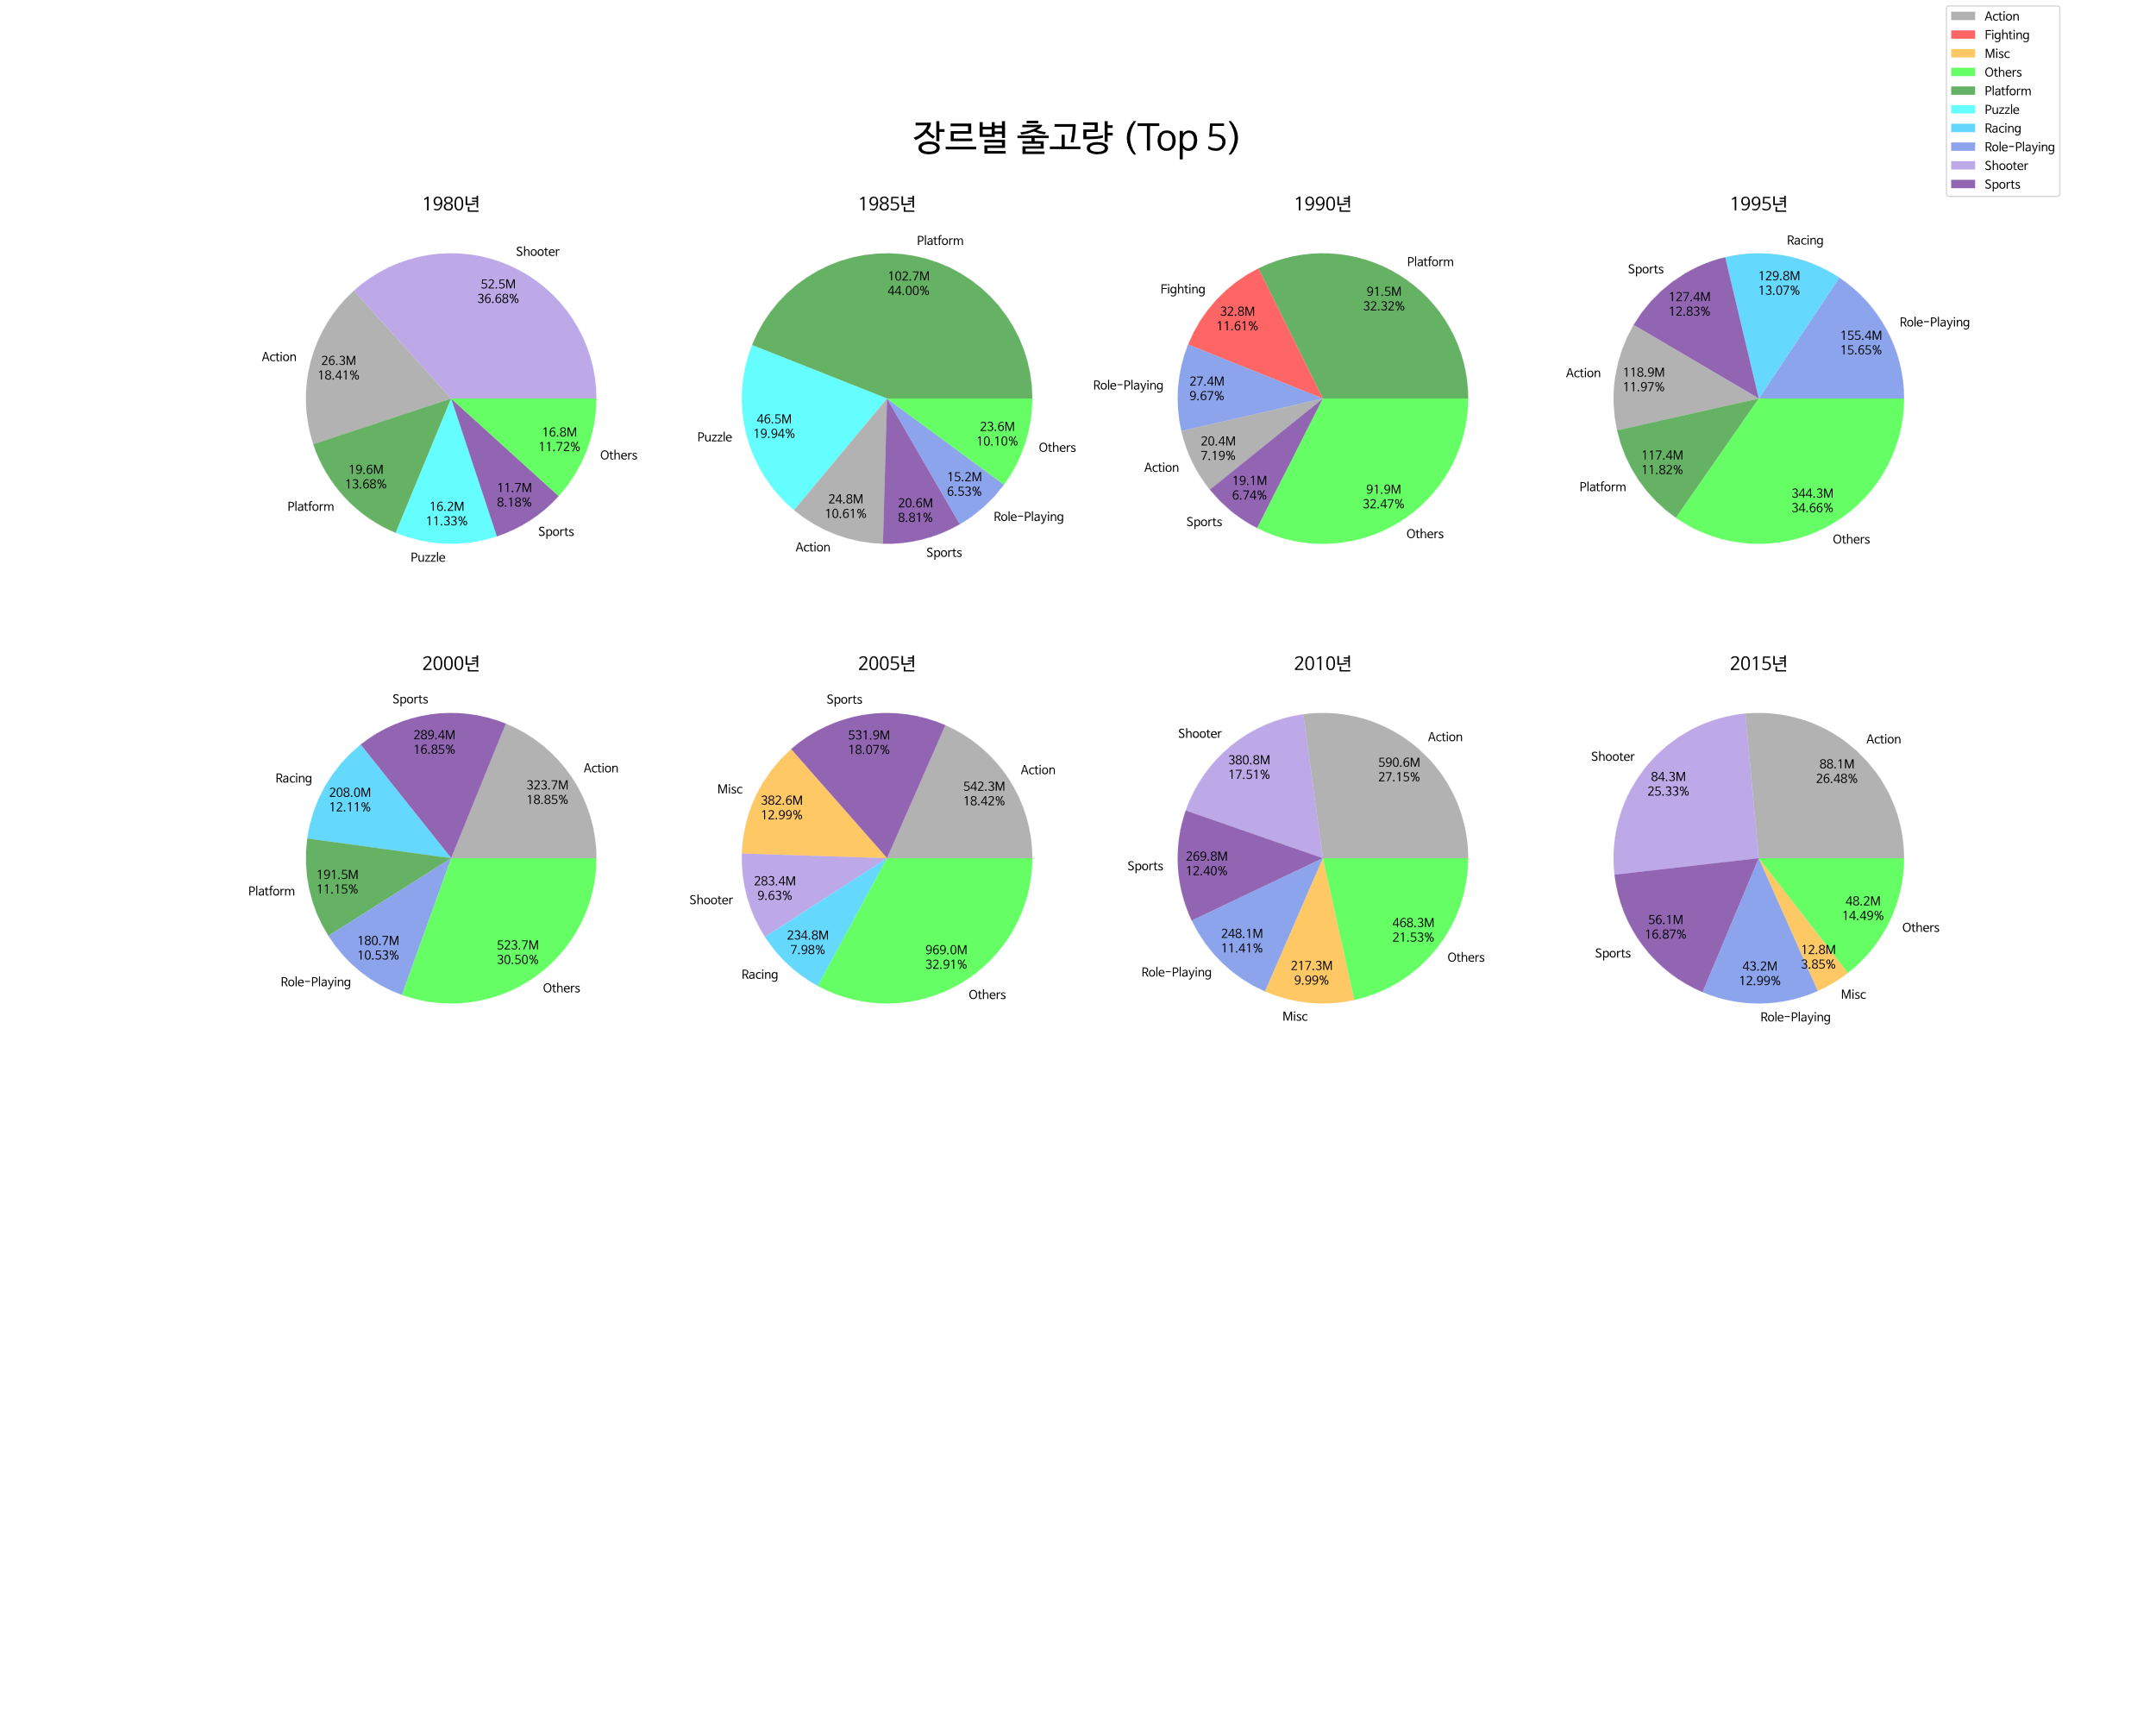 Action
Fighting
Misc
Others
Platform
Puzzle
Racing
Role-Playing
Shooter
Sports
장르별 출고량 (Top 5)
1980년
Shooter
52.5M
36.68%
Action
26.3M
18.41%
Platform
19.6M
13.68%
Puzzle
16.2M
11.33%
Sports
11.7M
8.18%
Others
16.8M
11.72%
1985년
Platform
102.7M
44.00%
Puzzle
46.5M
19.94%
Action
24.8M
10.61%
Sports
20.6M
8.81%
Role-Playing
15.2M
6.53%
Others
23.6M
10.10%
1990년
Platform
91.5M
32.32%
Fighting
32.8M
11.61%
Role-Playing
27.4M
9.67%
Action
20.4M
7.19%
Sports
19.1M
6.74%
Others
91.9M
32.47%
1995년
Role-Playing
155.4M
15.65%
Racing
129.8M
13.07%
Sports
127.4M
12.83%
Action
118.9M
11.97%
Platform
117.4M
11.82%
Others
344.3M
34.66%
2000년
Action
323.7M
18.85%
Sports
289.4M
16.85%
Racing
208.0M
12.11%
Platform
191.5M
11.15%
Role-Playing
180.7M
10.53%
Others
523.7M
30.50%
2005년
Action
542.3M
18.42%
Sports
531.9M
18.07%
Misc
382.6M
12.99%
Shooter
283.4M
9.63%
Racing
234.8M
7.98%
Others
969.0M
32.91%
2010년
Action
590.6M
27.15%
Shooter
380.8M
17.51%
Sports
269.8M
12.40%
Role-Playing
248.1M
11.41%
Misc
217.3M
9.99%
Others
468.3M
21.53%
2015년
Action
88.1M
26.48%
Shooter
84.3M
25.33%
Sports
56.1M
16.87%
Role-Playing
43.2M
12.99%
Misc
12.8M
3.85%
Others
48.2M
14.49%